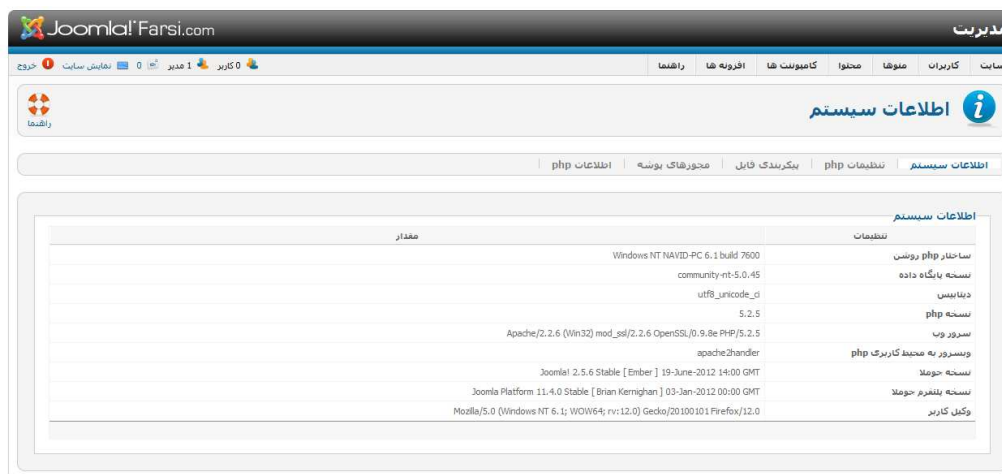 Joomla!® Farsi.com
مدیریت
سایت کاربران منوها محتوا کامپوننت ها افزونه ها راهنما
0 کاربر 1 مدیر 0 نمایش سایت خروج
اطلاعات سیستم
راهنما
اطلاعات سیستم تنظیمات php پیکربندی فایل مجوزهای پوشه اطلاعات php
اطلاعات سیستم
تنظیمات مقدار
ساختار php روشن Windows NT NAVID-PC 6.1 build 7600
نسخه پایگاه داده community-nt-5.0.45
دیتابیس utf8_unicode_ci
نسخه php 5.2.5
سرور وب Apache/2.2.6 (Win32) mod_ssl/2.2.6 OpenSSL/0.9.8e PHP/5.2.5
وبسرور به محیط کاربری php apache2handler
نسخه جوملا Joomla! 2.5.6 Stable [ Ember ] 19-June-2012 14:00 GMT
نسخه پلتفرم جوملا Joomla Platform 11.4.0 Stable [ Brian Kernighan ] 03-Jan-2012 00:00 GMT
وکیل کاربر Mozilla/5.0 (Windows NT 6.1; WOW64; rv:12.0) Gecko/20100101 Firefox/12.0